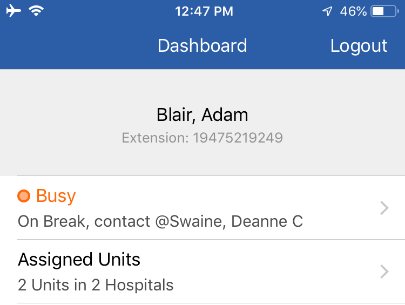 12:47 PM
46%
Dashboard
Logout
Blair, Adam
Extension: 19475219249
Busy
On Break, contact @Swaine, Deanne C
Assigned Units
2 Units in 2 Hospitals